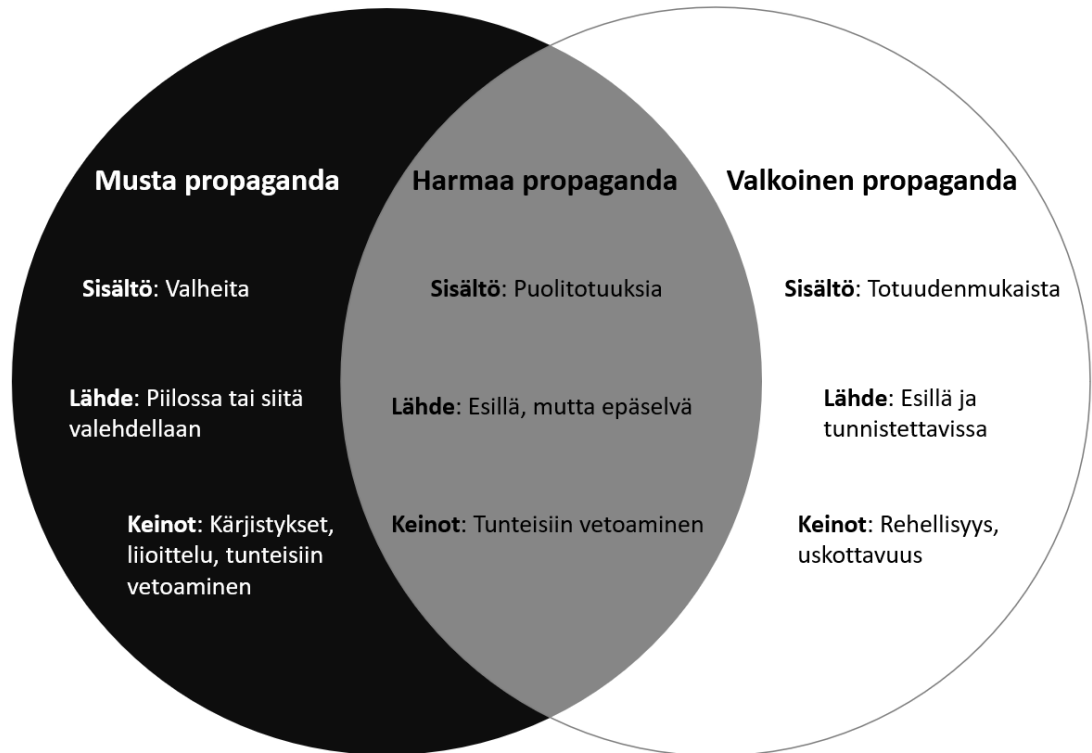 Musta propaganda
Sisältö: Valheita
Lähde: Piilossa tai siitä
valehdellaan
Keinot: Kärjistykset,
liioittelu, tunteisiin
vetoaminen
Harmaa propaganda
Sisältö: Puolitotuuksia
Lähde: Esillä, mutta epäselvä
Keinot: Tunteisiin vetoaminen
Valkoinen propaganda
Sisältö: Totuudenmukaista
Lähde: Esillä ja
tunnistettavissa
Keinot: Rehellisyys,
uskottavuus